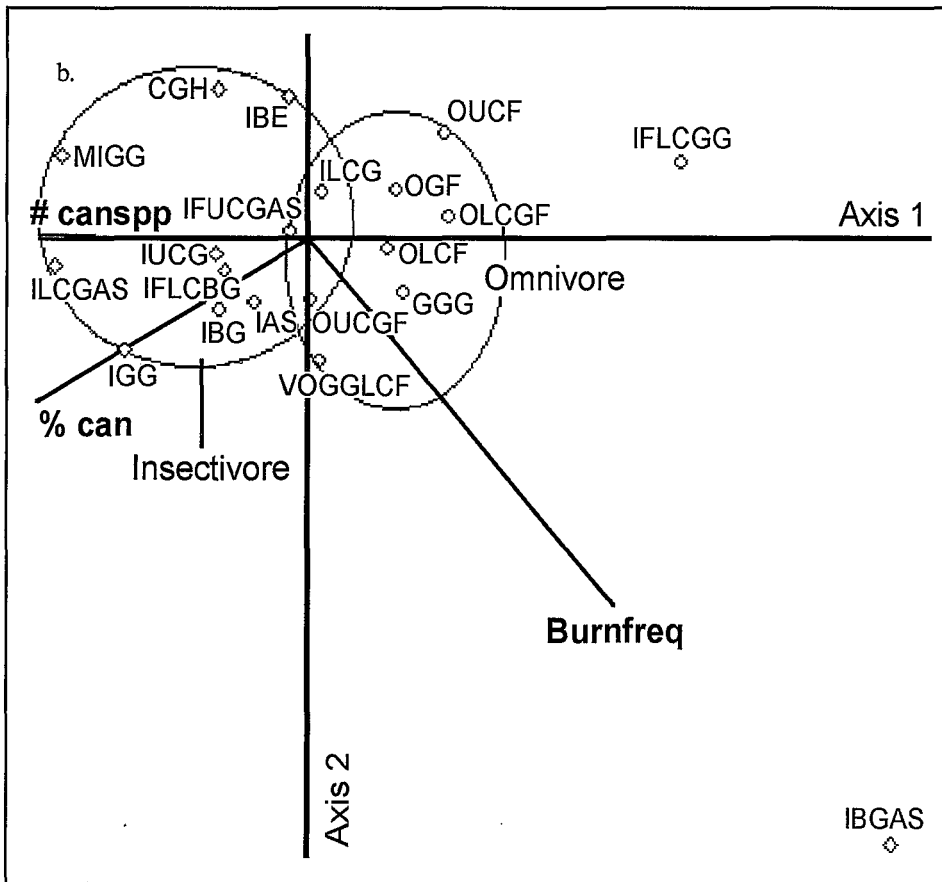 b.
CGH
IBE
OUCF
IFLCGG
MIGG
ILCG
OGF
IFUCGAS
OLCGF
# canspp
Axis 1
IUCG
OLCF
Omnivore
ILCGAS
IFLCBG
GGG
IBG
IAS
OUCGF
IGG
VOGGLCF
% can
Insectivore
Burnfreq
Axis 2
IBGAS